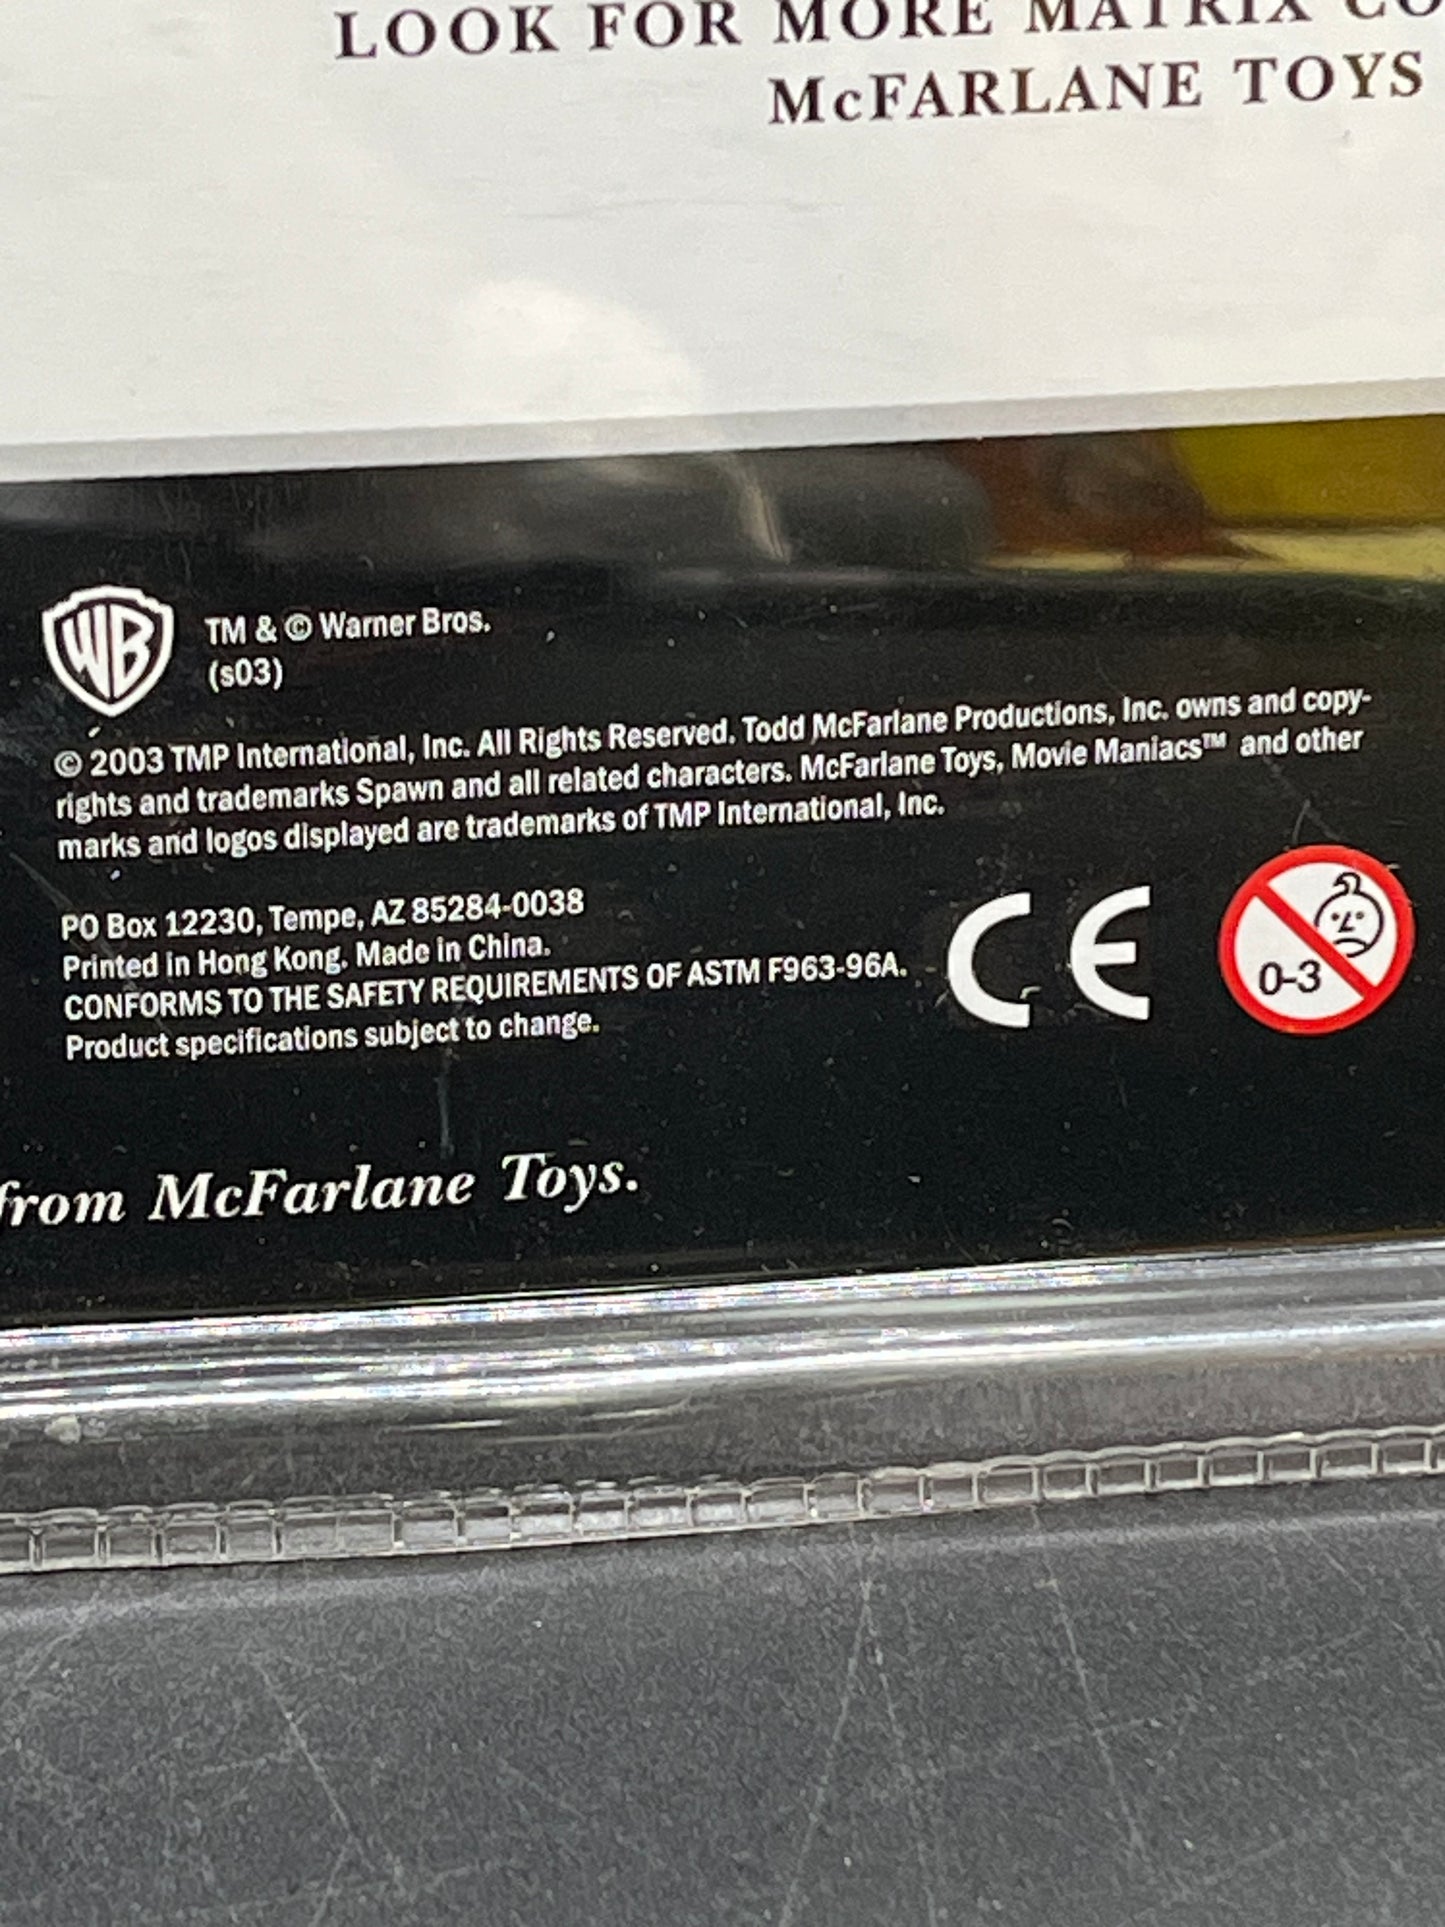 LOOK FOR MORE MATRIX CO
McFARLANE TOYS
WB
TM & © Warner Bros.
(s03)
© 2003 TMP International, Inc. All Rights Reserved. Todd McFarlane Productions, Inc. owns and copy-
rights and trademarks Spawn and all related characters. McFarlane Toys, Movie Maniacs™ and other
marks and logos displayed are trademarks of TMP International, Inc.
PO Box 12230, Tempe, AZ 85284-0038
Printed in Hong Kong. Made in China.
CONFORMS TO THE SAFETY REQUIREMENTS OF ASTM F963-96A.
Product specifications subject to change.
CE
0-3
from McFarlane Toys.